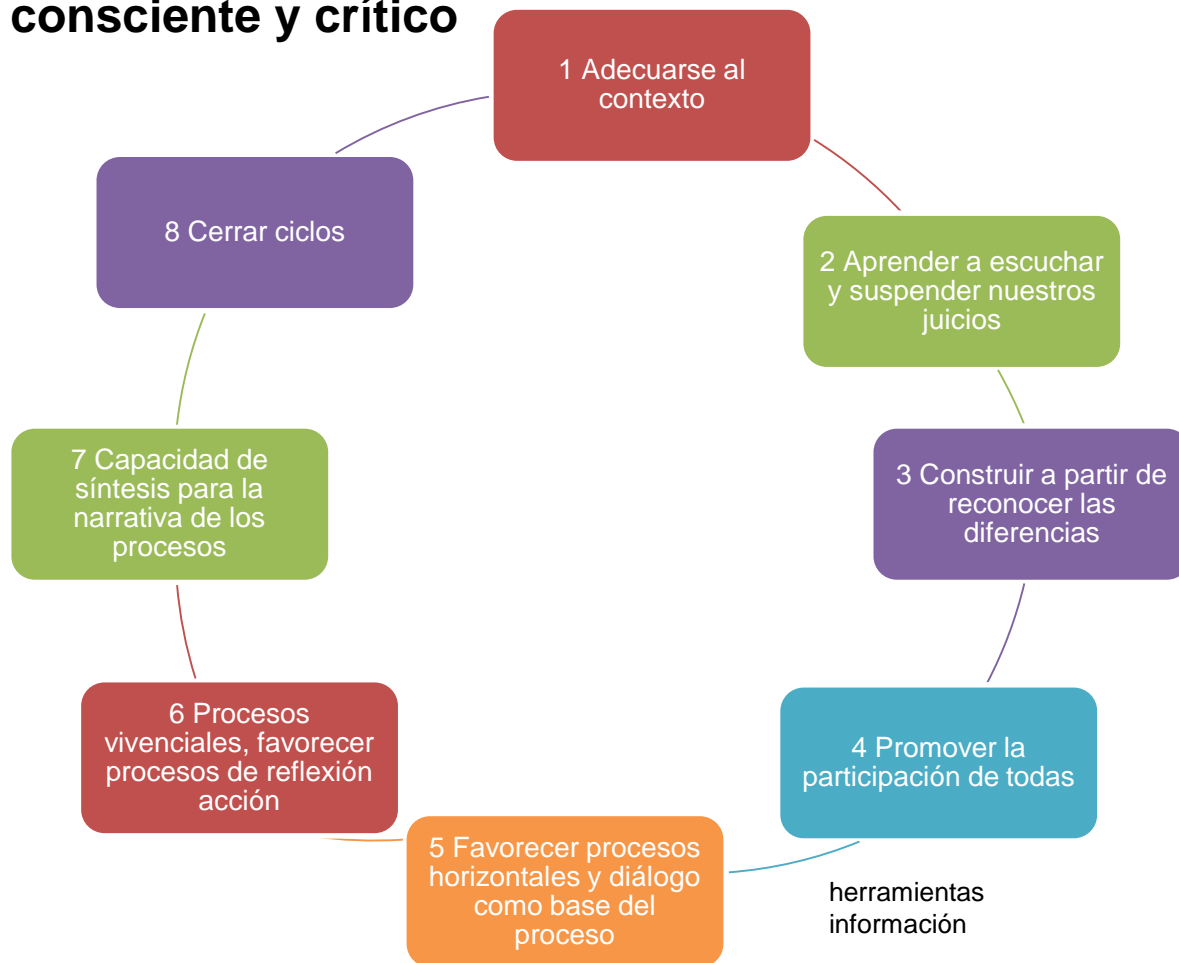 consciente y crítico
1 Adecuarse al
contexto
2 Aprender a escuchar
y suspender nuestros
juicios
3 Construir a partir de
reconocer las
diferencias
4 Promover la
participación de todas
herramientas
información
5 Favorecer procesos
horizontales y diálogo
como base del
proceso
6 Procesos
vivenciales, favorecer
procesos de reflexión
acción
7 Capacidad de
síntesis para la
narrativa de los
procesos
8 Cerrar ciclos